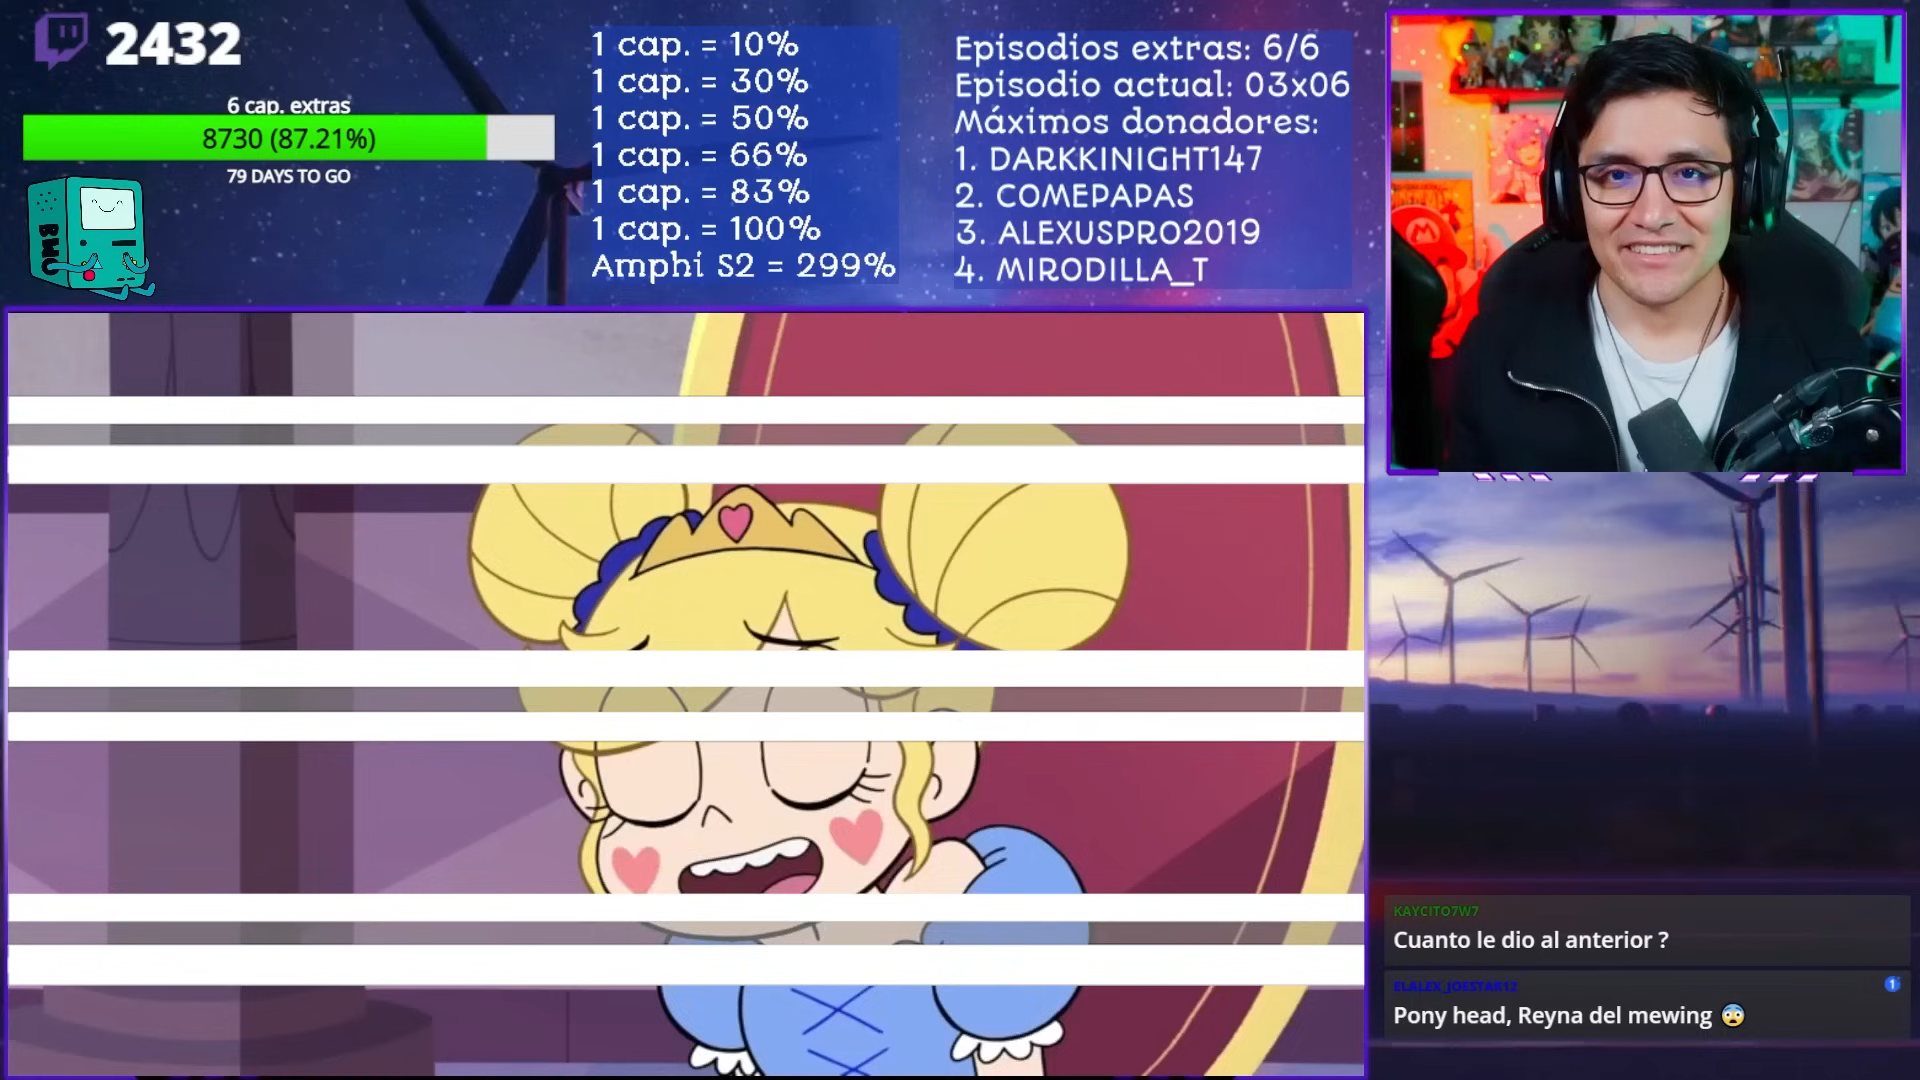 2432
6 cap. extras
8730 (87.21%)
79 DAYS TO GO
BMO
1 cap. = 10%
1 cap. = 30%
1 cap. = 50%
1 cap. = 66%
1 cap. = 83%
1 cap. = 100%
Amphi S2 = 299%
Episodios extras: 6/6
Episodio actual: 03x06
Máximos donadores:
1. DARKKINIGHT147
2. COMEPAPAS
3. ALEXUSPRO2019
4. MIRODILLA_T
KAYCITO7W7
Cuanto le dio al anterior ?
ELALEX_JOESTAR12
1
Pony head, Reyna del mewing 😨